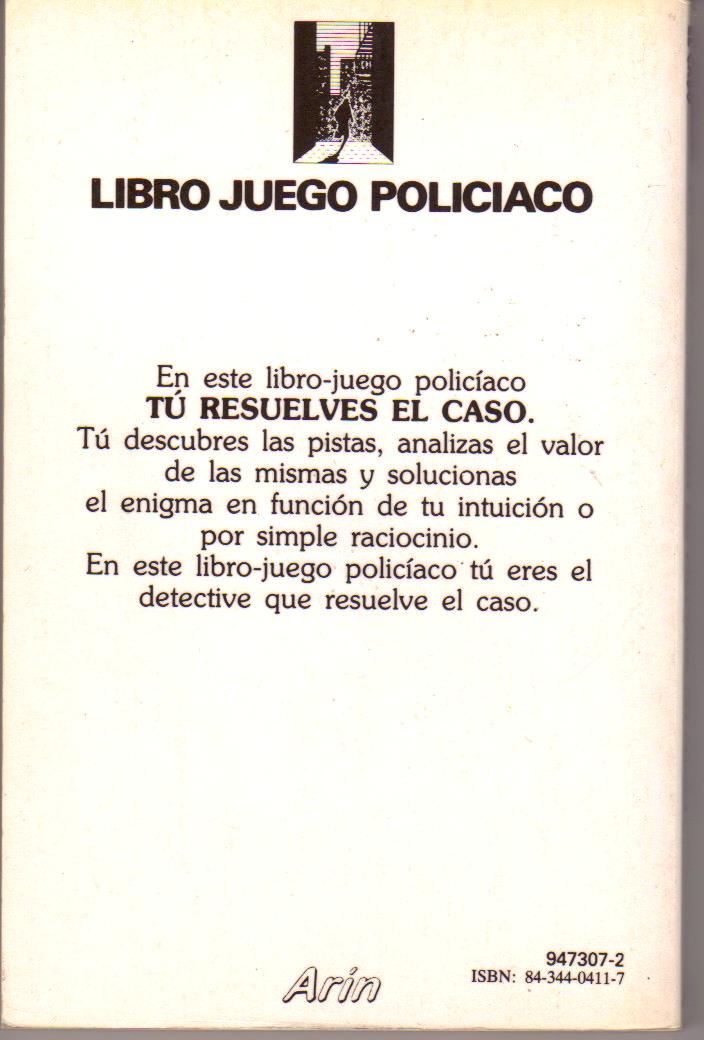 LIBRO JUEGO POLICIACO
En este libro-juego policíaco
TÚ RESUELVES EL CASO.
Tú descubres las pistas, analizas el valor
de las mismas y solucionas
el enigma en función de tu intuición o
por simple raciocinio.
En este libro-juego policíaco tú eres el
detective que resuelve el caso.
947307-2
ISBN: 84-344-0411-7
Arín